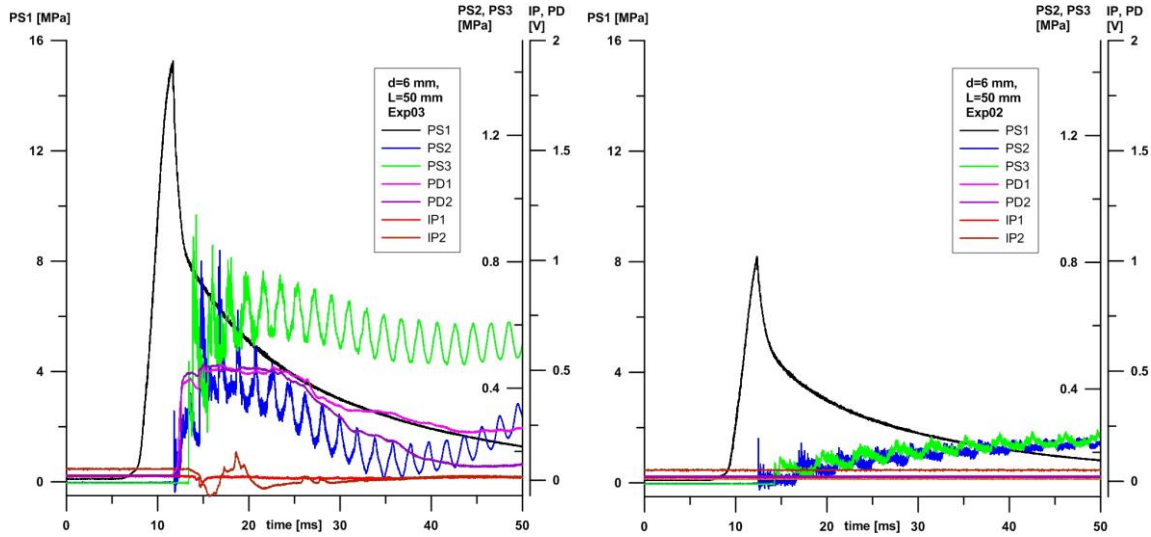 PS1 [MPa]
PS2, PS3
[MPa]
IP, PD
[V]
16
12
8
4
0
1.2
0.8
0.4
2
1.5
1
0.5
0
d=6 mm,
L=50 mm
Exp03
PS1
PS2
PS3
PD1
PD2
IP1
IP2
0 10 20 30 40 50
time [ms]
PS1 [MPa]
PS2, PS3
[MPa]
IP, PD
[V]
16
12
8
4
0
1.2
0.8
0.4
2
1.5
1
0.5
0
d=6 mm,
L=50 mm
Exp02
PS1
PS2
PS3
PD1
PD2
IP1
IP2
0 10 20 30 40 50
time [ms]